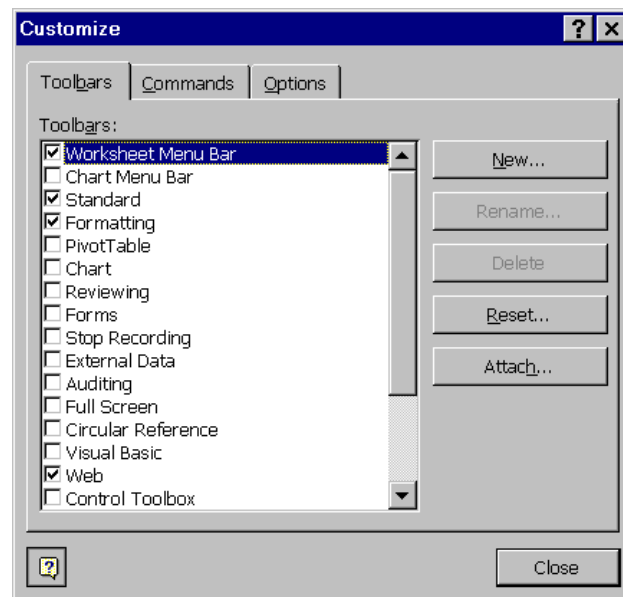 Customize
Toolbars Commands Options
Toolbars:
Worksheet Menu Bar
Chart Menu Bar
Standard
Formatting
PivotTable
Chart
Reviewing
Forms
Stop Recording
External Data
Auditing
Full Screen
Circular Reference
Visual Basic
Web
Control Toolbox
New...
Rename...
Delete
Reset...
Attach...
Close